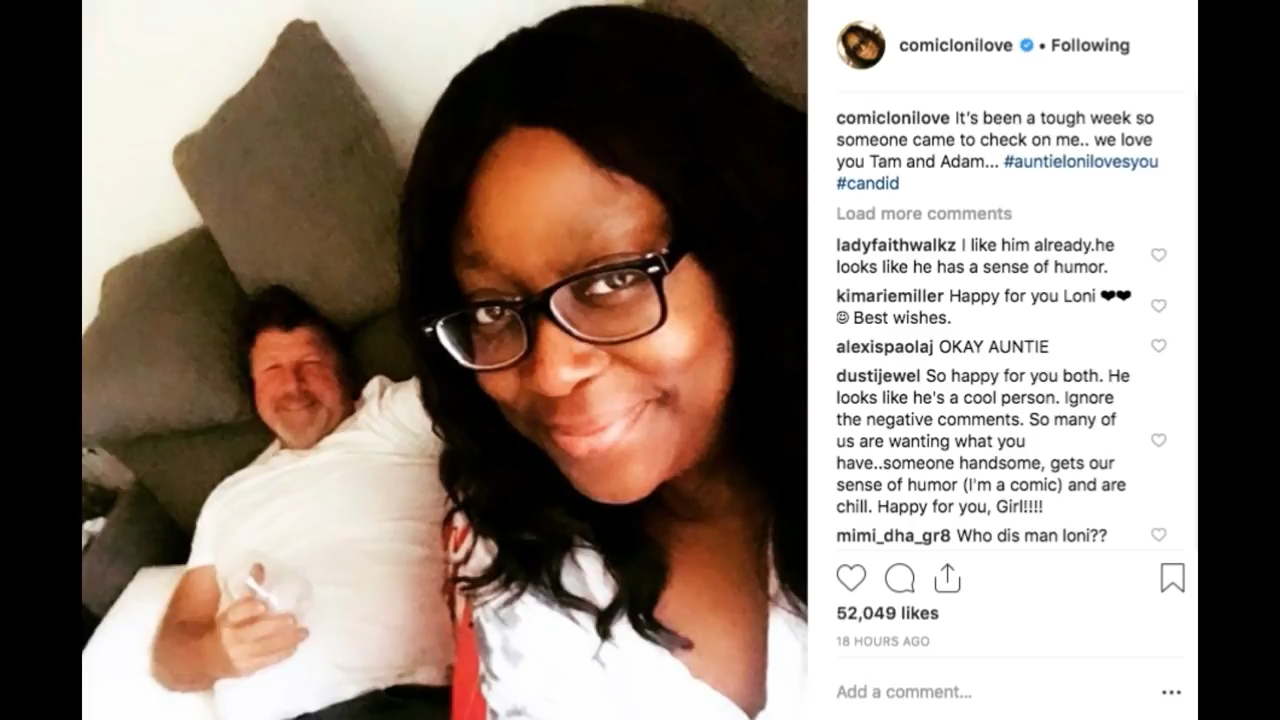 comiclonilove • Following
comiclonilove It's been a tough week so
someone came to check on me.. we love
you Tam and Adam... #auntielonilovesyou
#candid
Load more comments
ladyfaithwalkz I like him already.he
looks like he has a sense of humor.
kimariemiller Happy for you Loni ❤❤
☺ Best wishes.
alexispaolaj OKAY AUNTIE
dustijewel So happy for you both. He
looks like he's a cool person. Ignore
the negative comments. So many of
us are wanting what you
have..someone handsome, gets our
sense of humor (I'm a comic) and are
chill. Happy for you, Girl!!!!
mimi_dha_gr8 Who dis man loni??
52,049 likes
18 HOURS AGO
Add a comment...